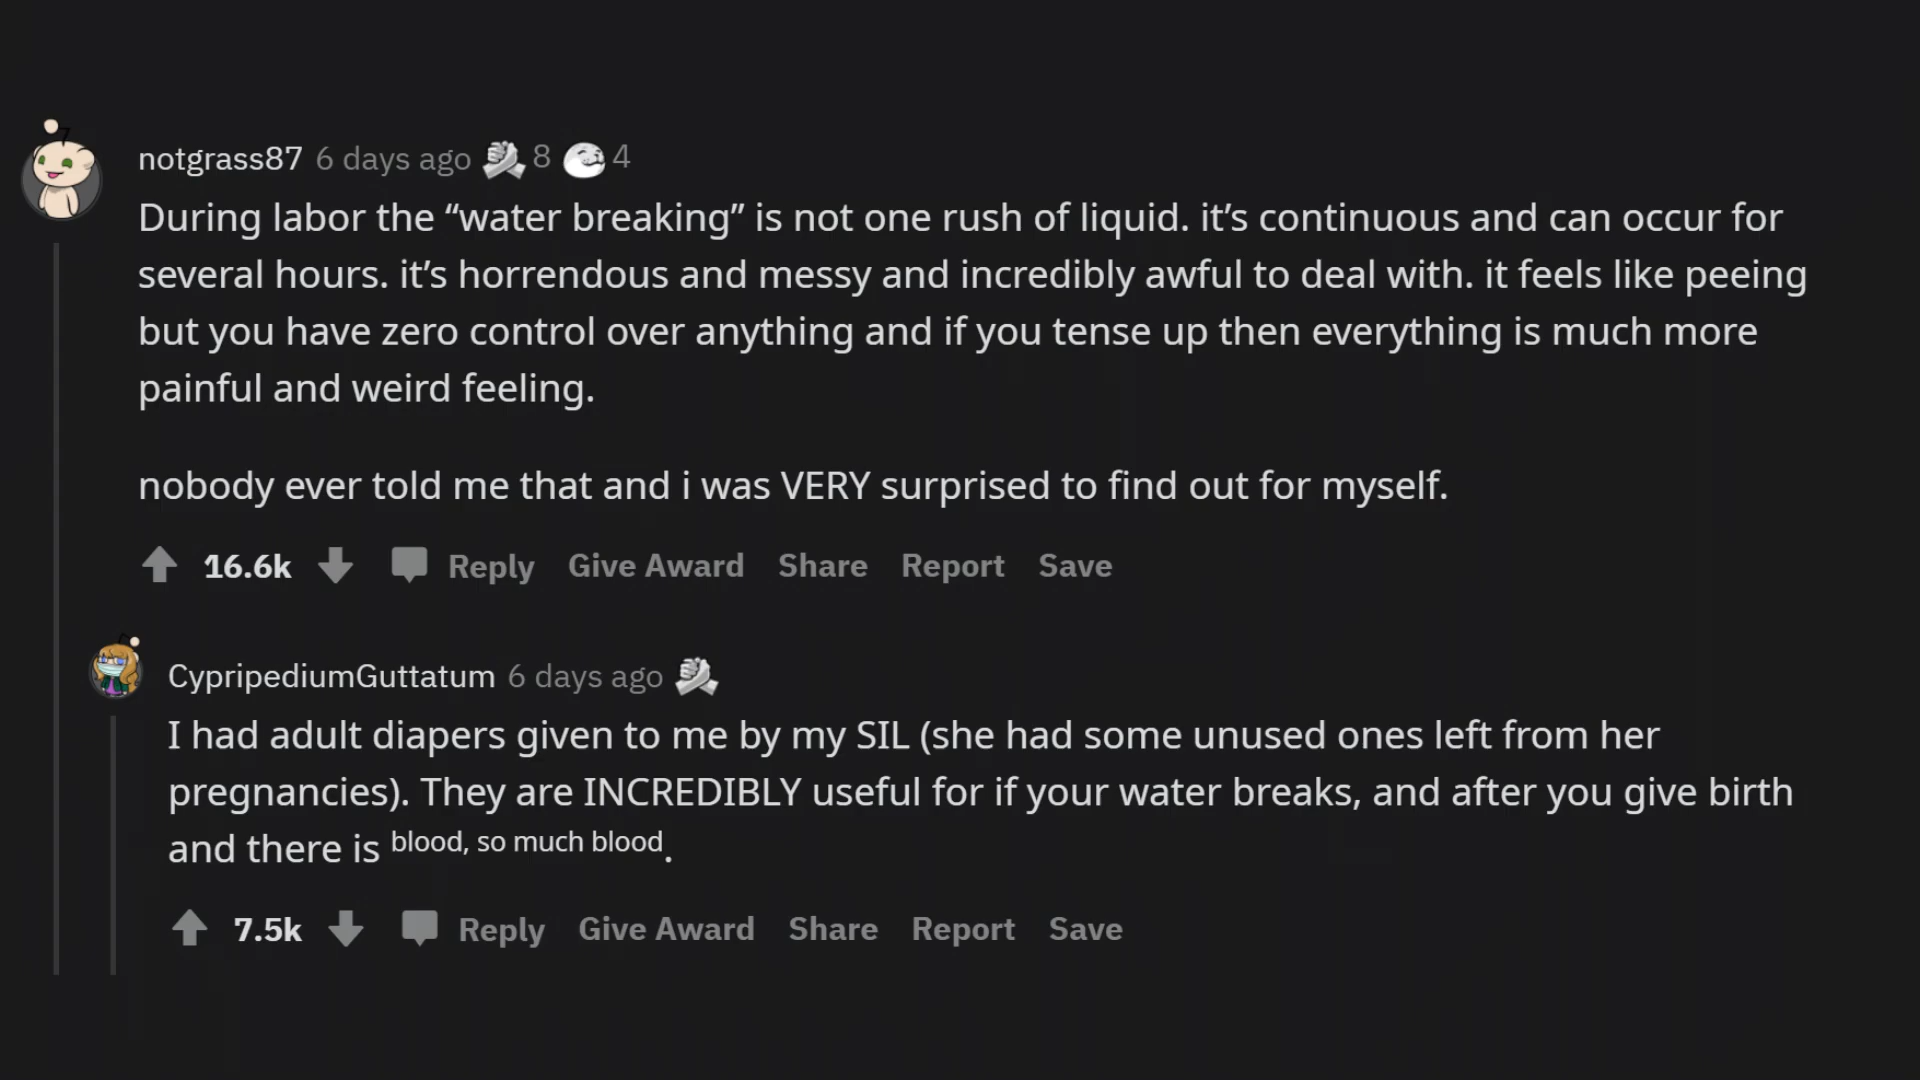 notgrass87 6 days ago 8 4
During labor the “water breaking” is not one rush of liquid. it’s continuous and can occur for
several hours. it’s horrendous and messy and incredibly awful to deal with. it feels like peeing
but you have zero control over anything and if you tense up then everything is much more
painful and weird feeling.
nobody ever told me that and i was VERY surprised to find out for myself.
16.6k Reply Give Award Share Report Save
CypripediumGuttatum 6 days ago
I had adult diapers given to me by my SIL (she had some unused ones left from her
pregnancies). They are INCREDIBLY useful for if your water breaks, and after you give birth
and there is blood, so much blood.
7.5k Reply Give Award Share Report Save